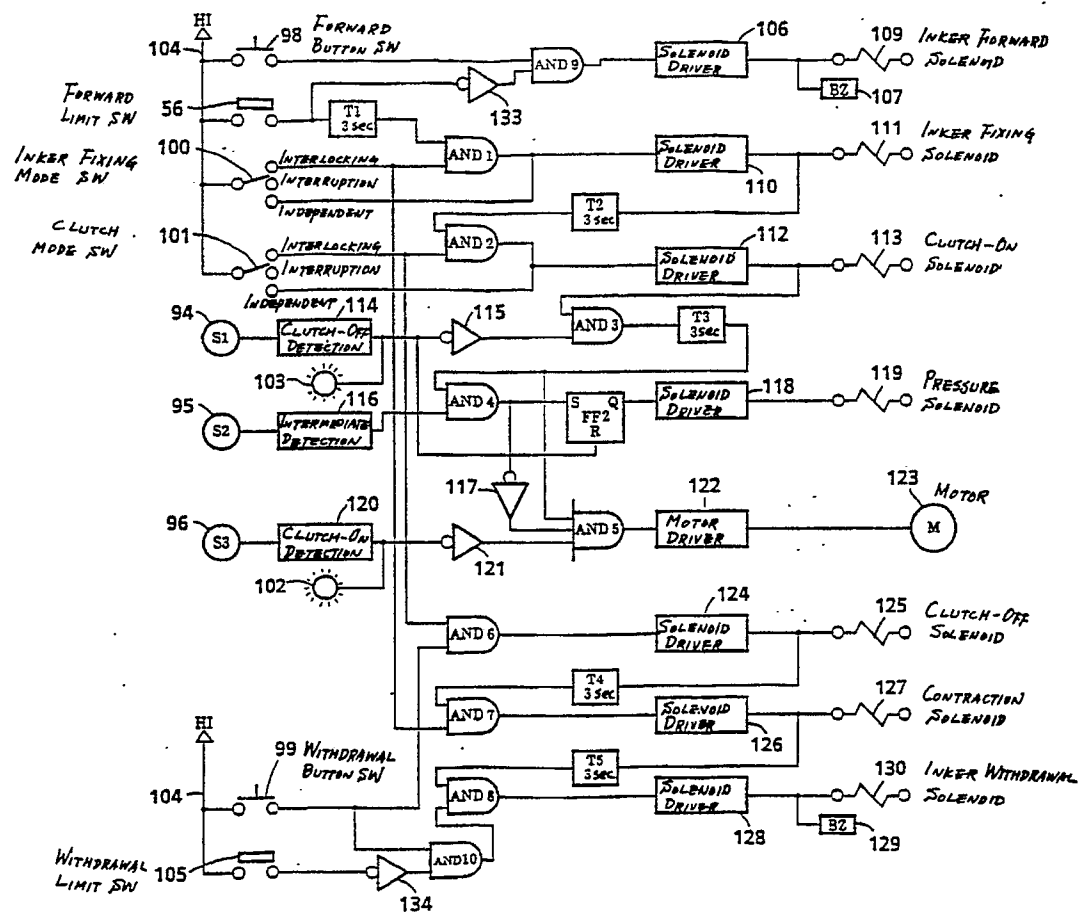 HI
104
98 FORWARD
BUTTON SW
FORWARD
LIMIT SW
56
T1
3 sec
133
AND 9
SOLENOID
DRIVER
106
109
INKER FORWARD
SOLENOID
BZ
107
INKER FIXING
MODE SW
100
INTERLOCKING
INTERRUPTION
INDEPENDENT
AND 1
SOLENOID
DRIVER
110
111
INKER FIXING
SOLENOID
T2
3 sec
CLUTCH
MODE SW
101
INTERLOCKING
INTERRUPTION
INDEPENDENT
AND 2
112
SOLENOID
DRIVER
113
CLUTCH-ON
SOLENOID
94
S1
114
CLUTCH-OFF
DETECTION
103
115
AND 3
T3
3sec
95
S2
116
INTERMEDIATE
DETECTION
AND 4
S Q
FF2
R
SOLENOID
DRIVER
118
119
PRESSURE
SOLENOID
117
96
S3
120
CLUTCH-ON
DETECTION
102
121
AND 5
122
MOTOR
DRIVER
123
MOTOR
M
AND 6
124
SOLENOID
DRIVER
125
CLUTCH-OFF
SOLENOID
T4
3 sec
AND 7
SOLENOID
DRIVER
126
127
CONTRACTION
SOLENOID
T5
3 sec
HI
104
99 WITHDRAWAL
BUTTON SW
AND 8
SOLENOID
DRIVER
128
130
INKER WITHDRAWAL
SOLENOID
BZ
129
WITHDRAWAL
LIMIT SW
105
134
AND10